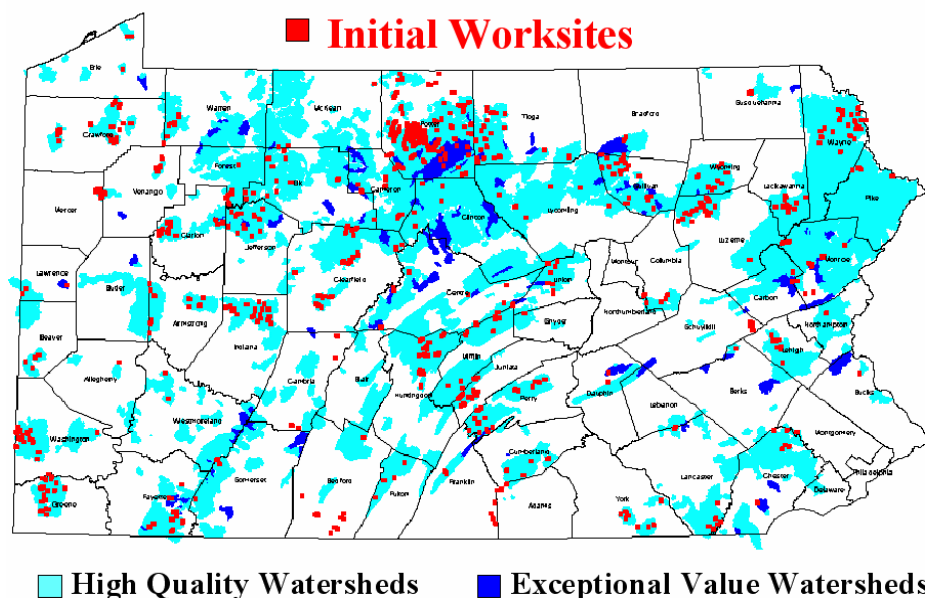 Initial Worksites
Erie
Warren
McKean
Potter
Tioga
Bradford
Susquehanna
Crawford
Wayne
Forest
Elk
Cameron
Sullivan
Wyoming
Lackawanna
Venango
Mercer
Clinton
Lycoming
Pike
Clarion
Jefferson
Luzerne
Monroe
Columbia
Montour
Lawrence
Butler
Clearfield
Centre
Union
Carbon
Armstrong
Northumberland
Snyder
Schuylkill
Northampton
Beaver
Indiana
Mifflin
Juniata
Lehigh
Allegheny
Cambria
Blair
Huntingdon
Perry
Dauphin
Berks
Bucks
Lebanon
Westmoreland
Washington
Montgomery
Cumberland
Somerset
Bedford
Fulton
Franklin
Lancaster
Chester
Philadelphia
Delaware
Greene
Fayette
Adams
York
High Quality Watersheds
Exceptional Value Watersheds